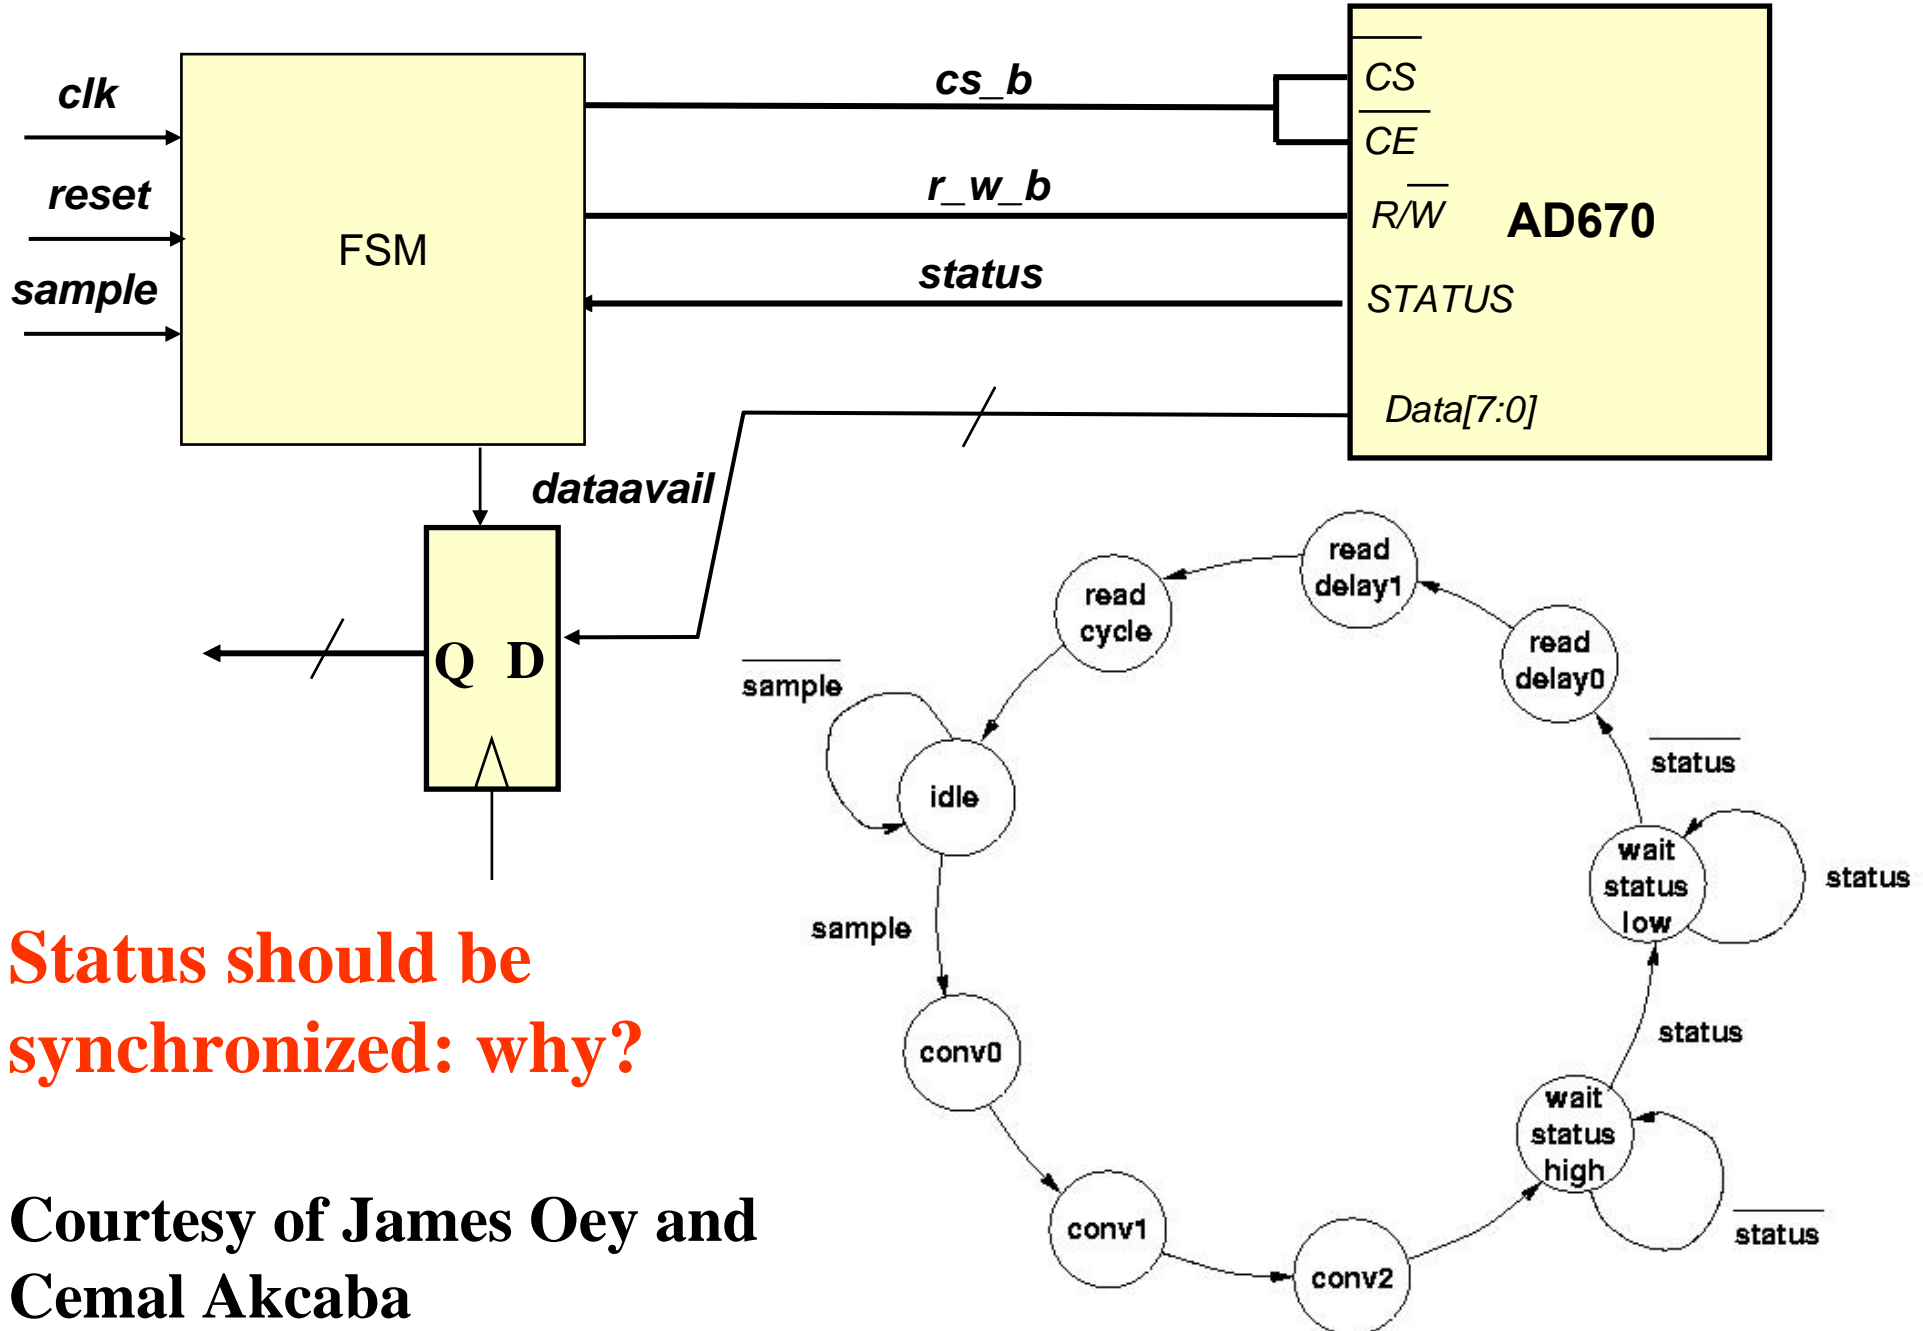 clk
reset
sample
FSM
cs_b
r_w_b
status
dataavail
CS
CE
R/W
STATUS
Data[7:0]
AD670
Q D
read
delay1
read
cycle
read
delay0
sample
idle
status
wait
status
low
status
sample
status
conv0
wait
status
high
status
conv1
conv2
Status should be
synchronized: why?
Courtesy of James Oey and
Cemal Akcaba